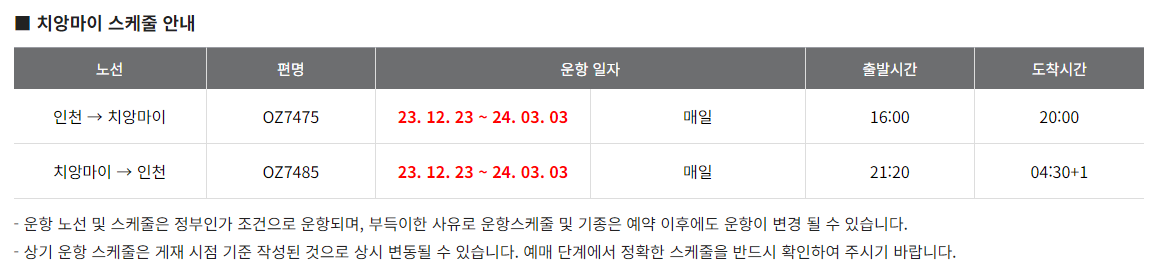 ■ 치앙마이 스케줄 안내
노선 편명 운항 일자 출발시간 도착시간
인천 → 치앙마이 OZ7475 23. 12. 23 ~ 24. 03. 03 매일 16:00 20:00
치앙마이 → 인천 OZ7485 23. 12. 23 ~ 24. 03. 03 매일 21:20 04:30+1
- 운항 노선 및 스케줄은 정부인가 조건으로 운항되며, 부득이한 사유로 운항스케줄 및 기종은 예약 이후에도 운항이 변경 될 수 있습니다.
- 상기 운항 스케줄은 게재 시점 기준 작성된 것으로 상시 변동될 수 있습니다. 예매 단계에서 정확한 스케줄을 반드시 확인하여 주시기 바랍니다.